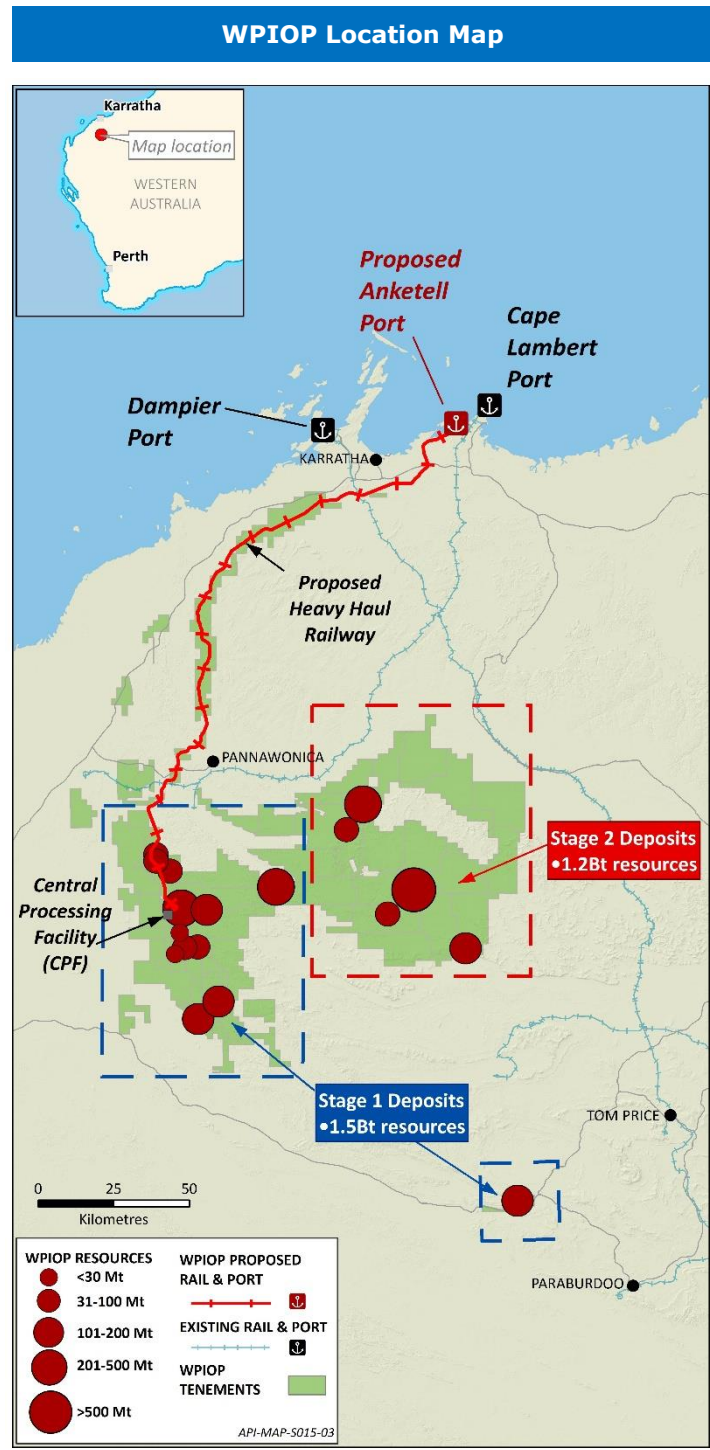 WPIOP Location Map
Karratha
Map location
WESTERN
AUSTRALIA
Perth
Proposed
Anketell
Port
Cape
Lambert
Port
Dampier
Port
KARRATHA
Proposed
Heavy Haul
Railway
PANNAWONICA
Stage 2 Deposits
•1.2Bt resources
Central
Processing
Facility
(CPF)
Stage 1 Deposits
•1.5Bt resources
TOM PRICE
PARABURDOO
0 25 50
Kilometres
WPIOP RESOURCES
<30 Mt
31-100 Mt
101-200 Mt
201-500 Mt
>500 Mt
WPIOP PROPOSED
RAIL & PORT
EXISTING RAIL & PORT
WPIOP
TENEMENTS
API-MAP-S015-03